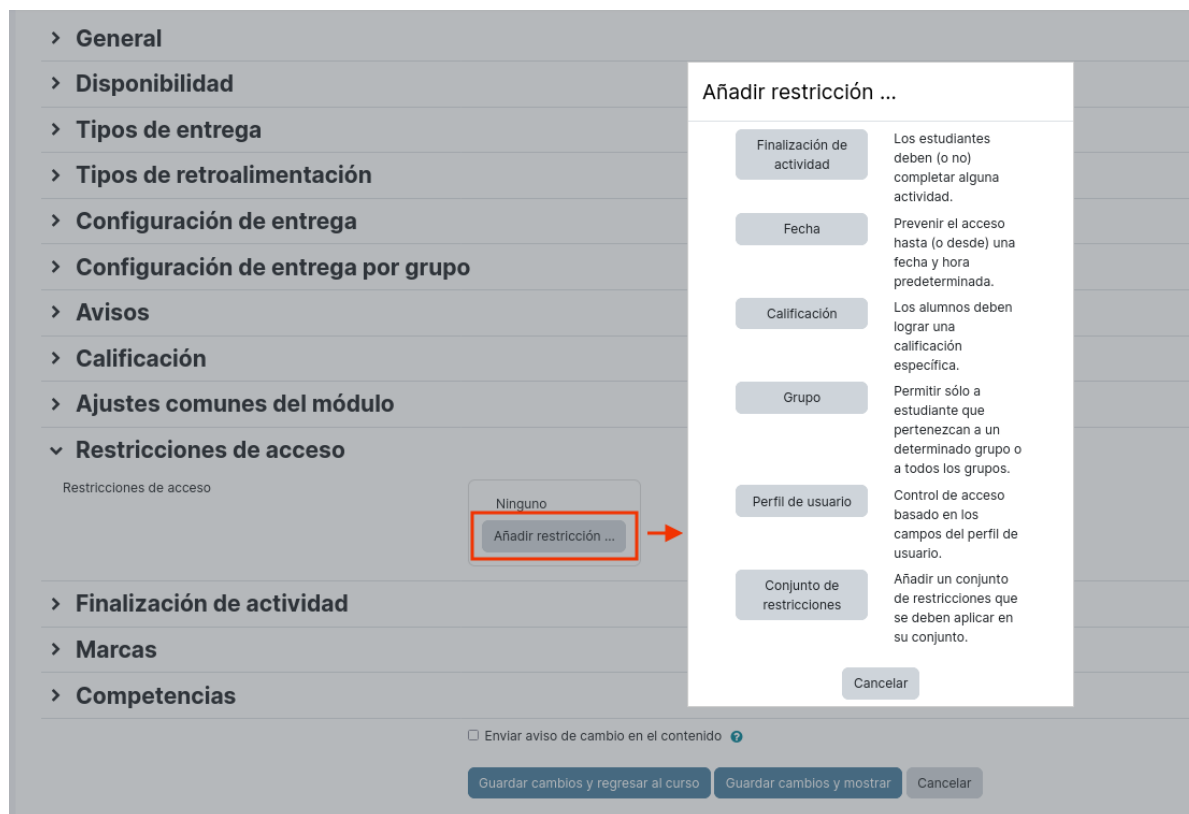 General
Disponibilidad
Tipos de entrega
Tipos de retroalimentación
Configuración de entrega
Configuración de entrega por grupo
Avisos
Calificación
Ajustes comunes del módulo
Restricciones de acceso
Restricciones de acceso
Ninguno
Añadir restricción ...
Finalización de actividad
Marcas
Competencias
Enviar aviso de cambio en el contenido
Guardar cambios y regresar al curso
Guardar cambios y mostrar
Cancelar
Añadir restricción ...
Finalización de
actividad
Los estudiantes
deben (o no)
completar alguna
actividad.
Fecha
Prevenir el acceso
hasta (o desde) una
fecha y hora
predeterminada.
Calificación
Los alumnos deben
lograr una
calificación
específica.
Grupo
Permitir sólo a
estudiante que
pertenezcan a un
determinado grupo o
a todos los grupos.
Perfil de usuario
Control de acceso
basado en los
campos del perfil de
usuario.
Conjunto de
restricciones
Añadir un conjunto
de restricciones que
se deben aplicar en
su conjunto.
Cancelar